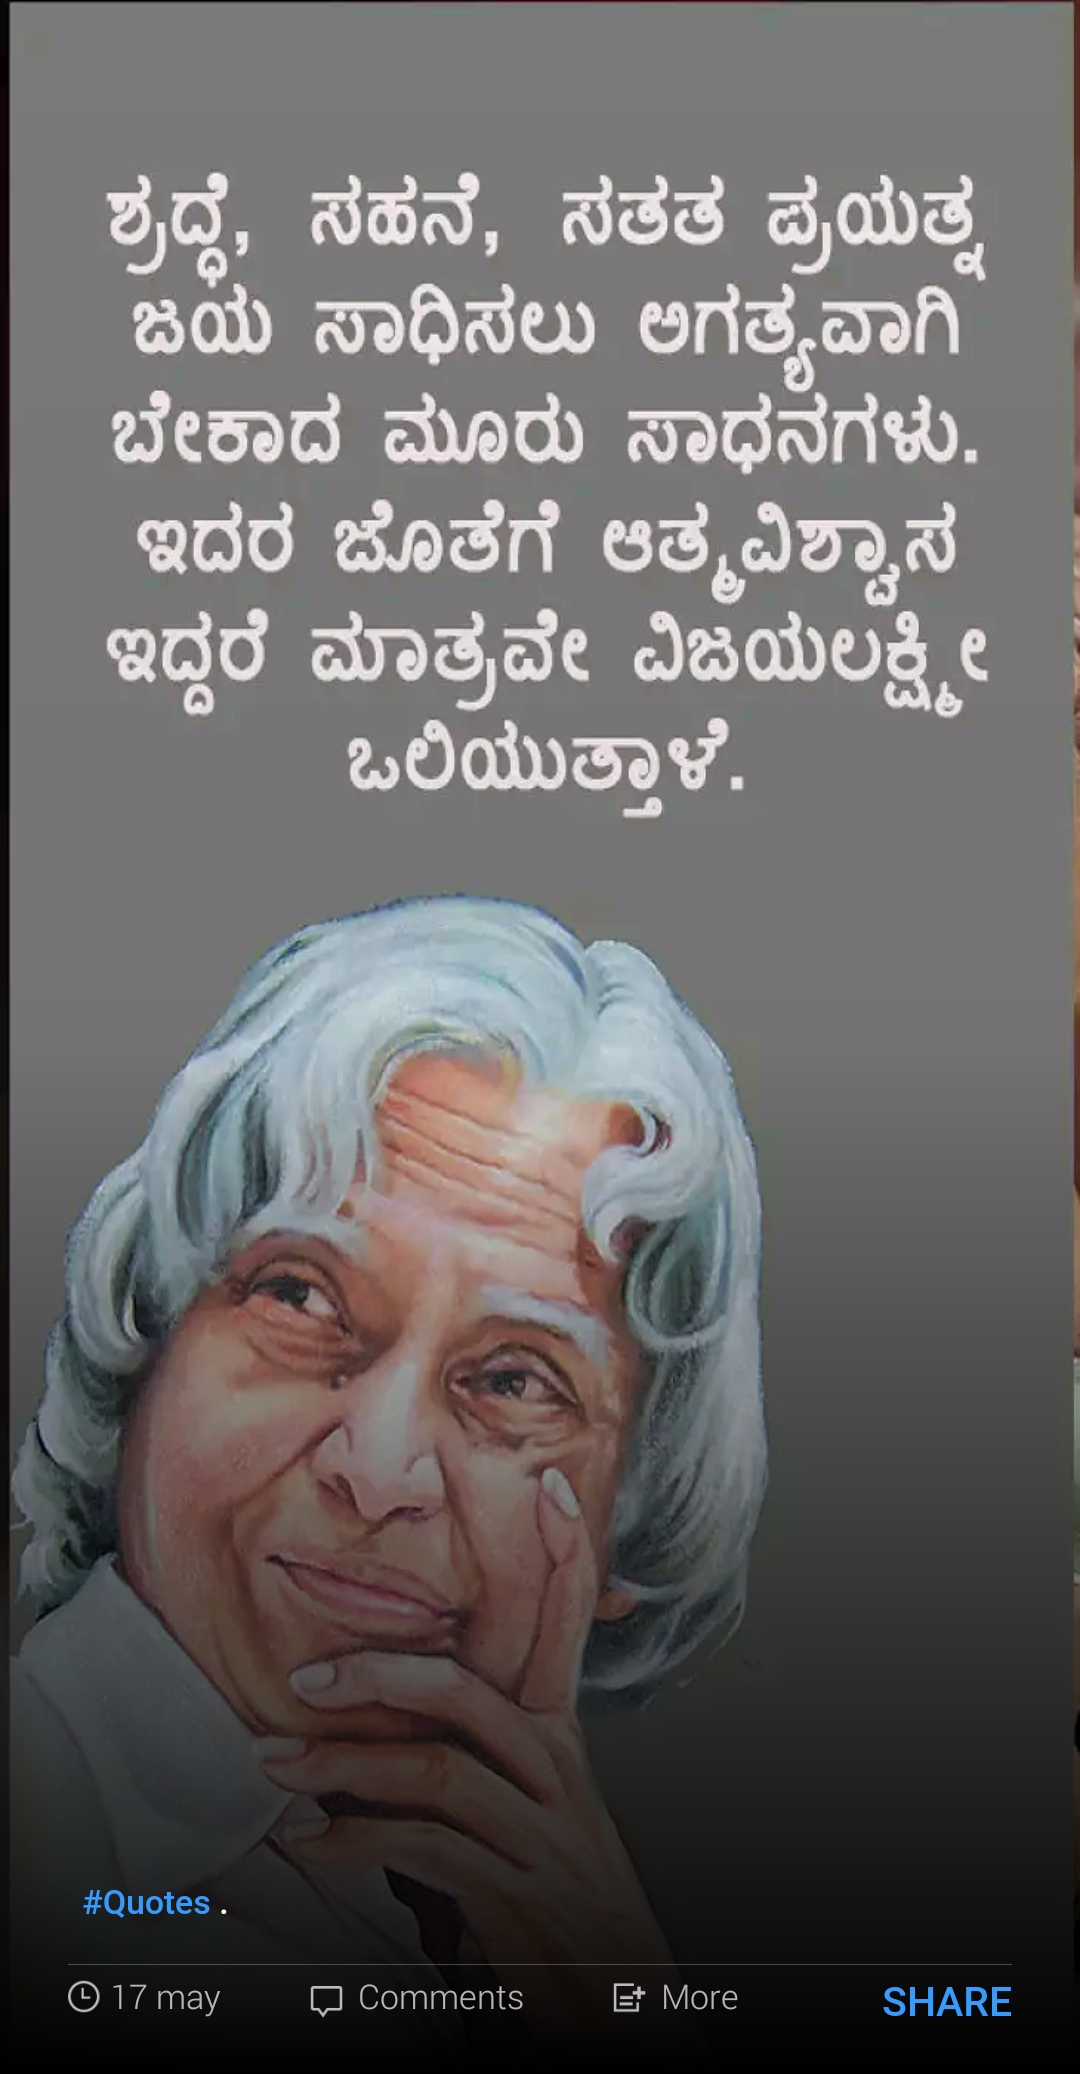 ಶ್ರದ್ಧೆ, ಸಹನೆ, ಸತತ ಪ್ರಯತ್ನ
ಜಯ ಸಾಧಿಸಲು ಅಗತ್ಯವಾಗಿ
ಬೇಕಾದ ಮೂರು ಸಾಧನಗಳು.
ಇದರ ಜೊತೆಗೆ ಆತ್ಮವಿಶ್ವಾಸ
ಇದ್ದರೆ ಮಾತ್ರವೇ ವಿಜಯಲಕ್ಷ್ಮೀ
ಒಲಿಯುತ್ತಾಳೆ.
#Quotes .
17 may Comments More SHARE